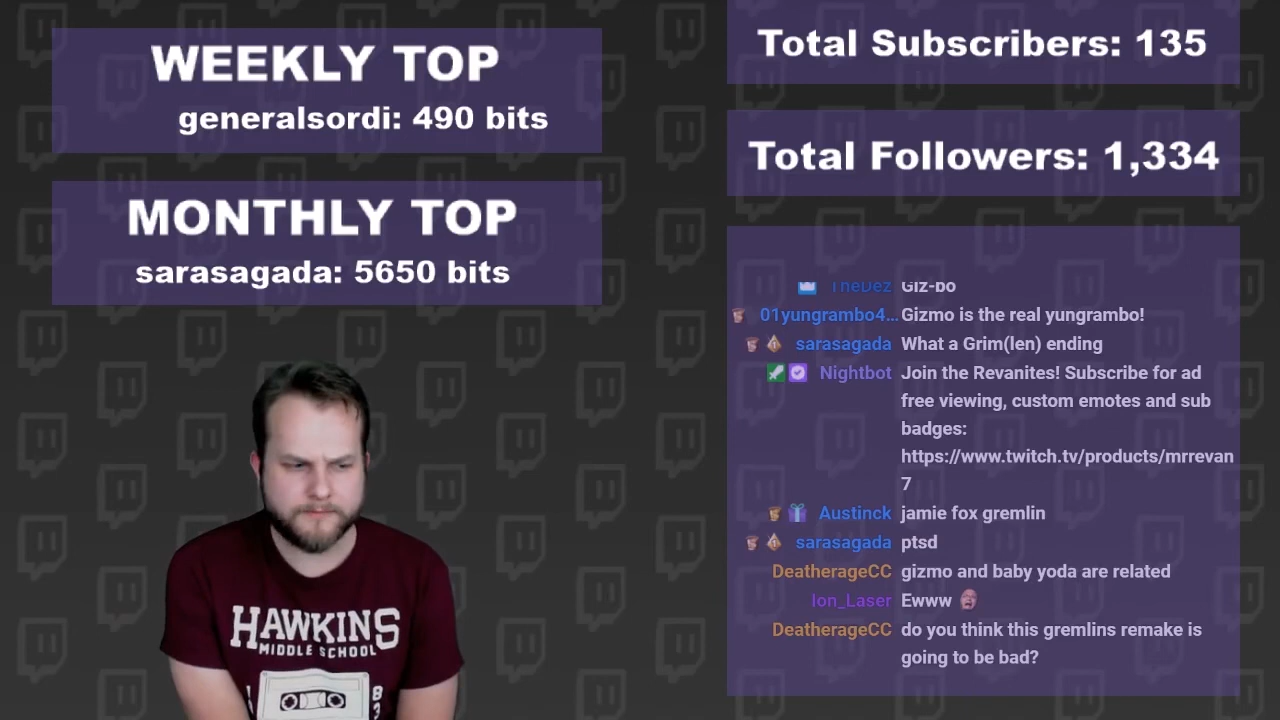 WEEKLY TOP
generalsordi: 490 bits
MONTHLY TOP
sarasagada: 5650 bits
Total Subscribers: 135
Total Followers: 1,334
TheDez Giz-bo
01yungrambo4... Gizmo is the real yungrambo!
sarasagada What a Grim(len) ending
Nightbot Join the Revanites! Subscribe for ad
free viewing, custom emotes and sub
badges:
https://www.twitch.tv/products/mrrevan
7
Austinck jamie fox gremlin
sarasagada ptsd
DeatherageCC gizmo and baby yoda are related
Ion_Laser Ewww
DeatherageCC do you think this gremlins remake is
going to be bad?
HAWKINS
MIDDLE SCHOOL
8
3